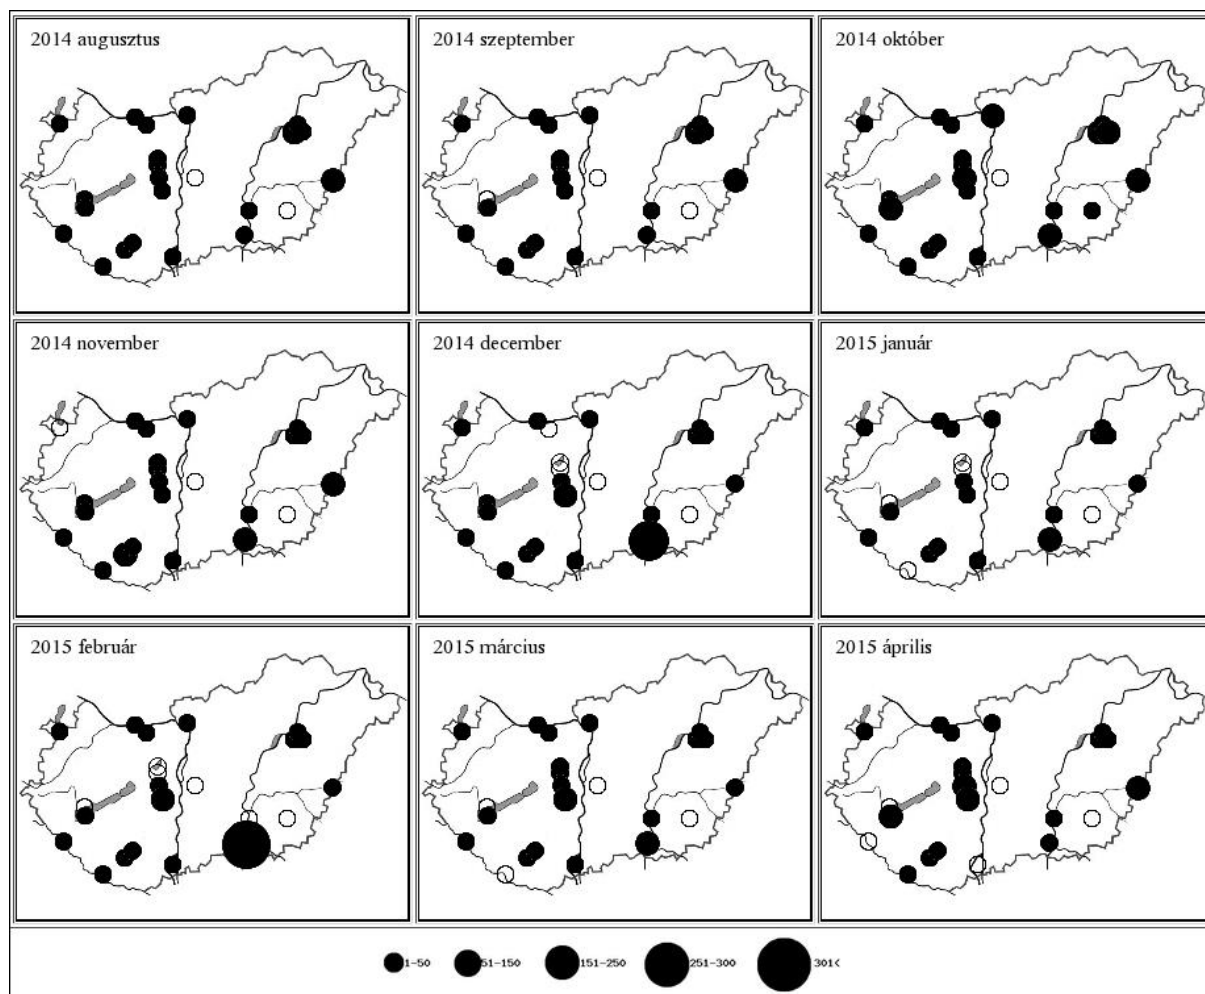 2014 augusztus
2014 szeptember
2014 október
2014 november
2014 december
2015 január
2015 február
2015 március
2015 április
1-50
51-150
151-250
251-300
301<